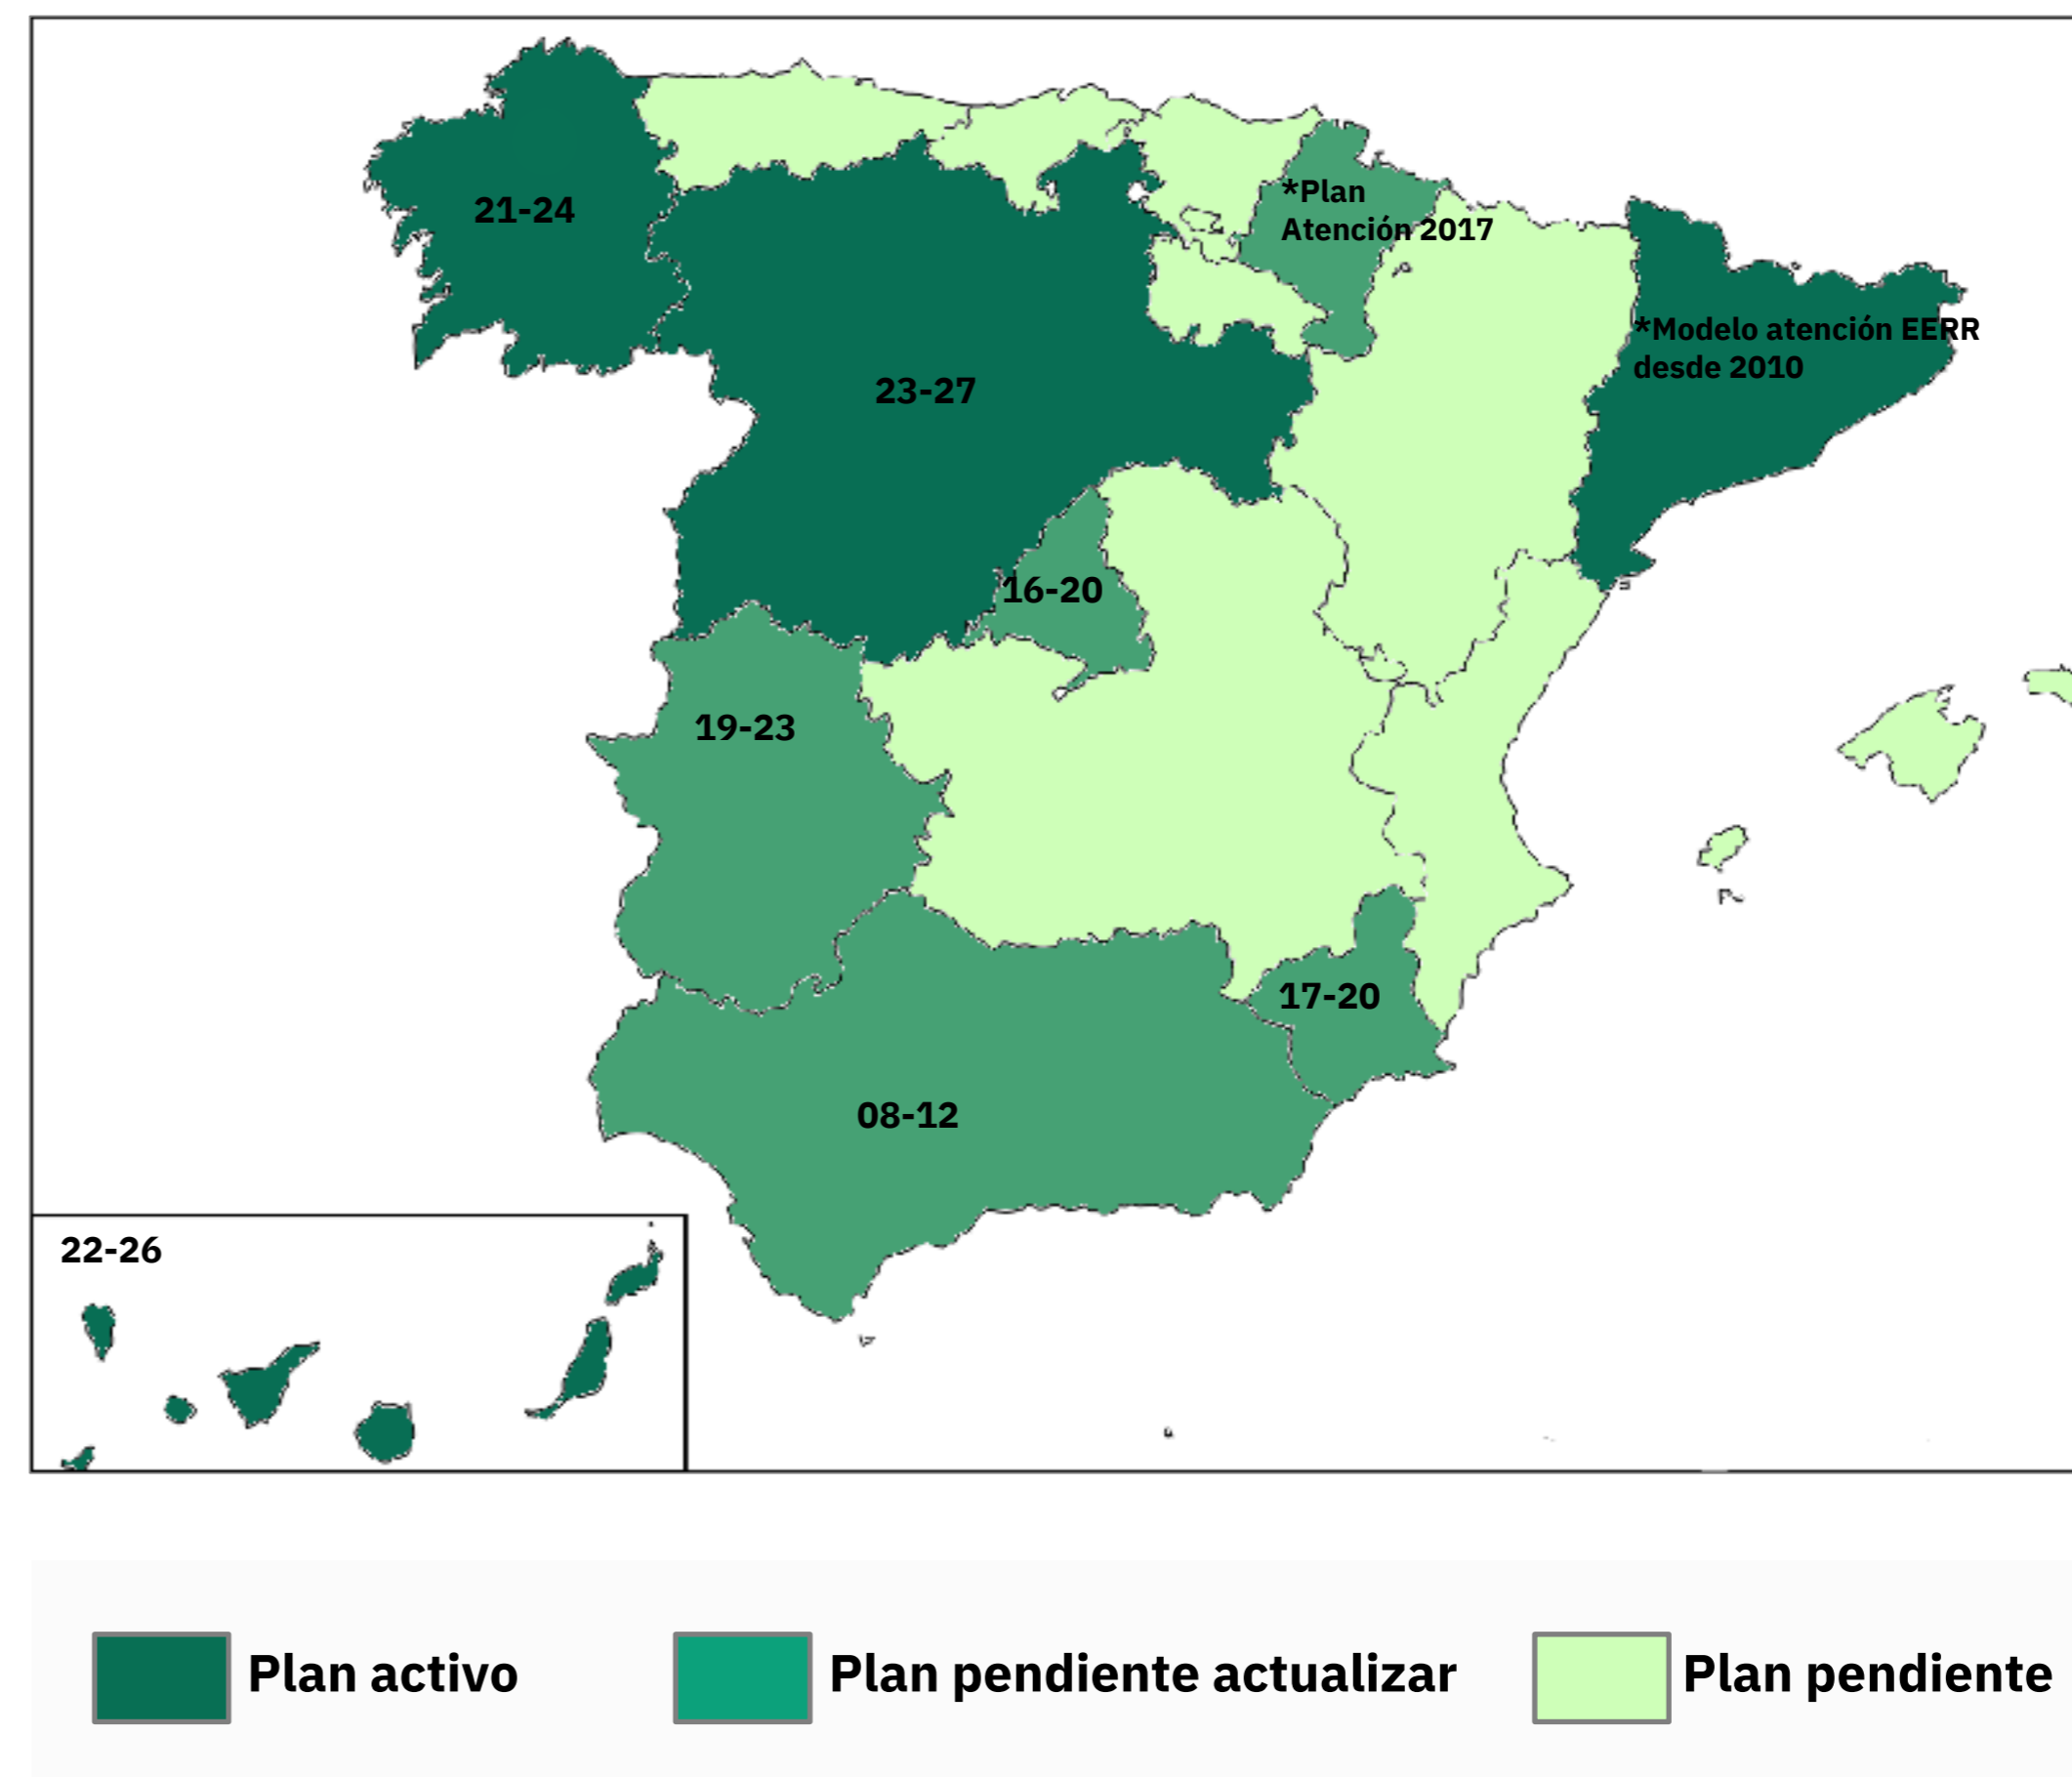 21-24
*Plan
Atención 2017
*Modelo atención EERR
desde 2010
23-27
16-20
19-23
17-20
08-12
22-26
Plan activo
Plan pendiente actualizar
Plan pendiente